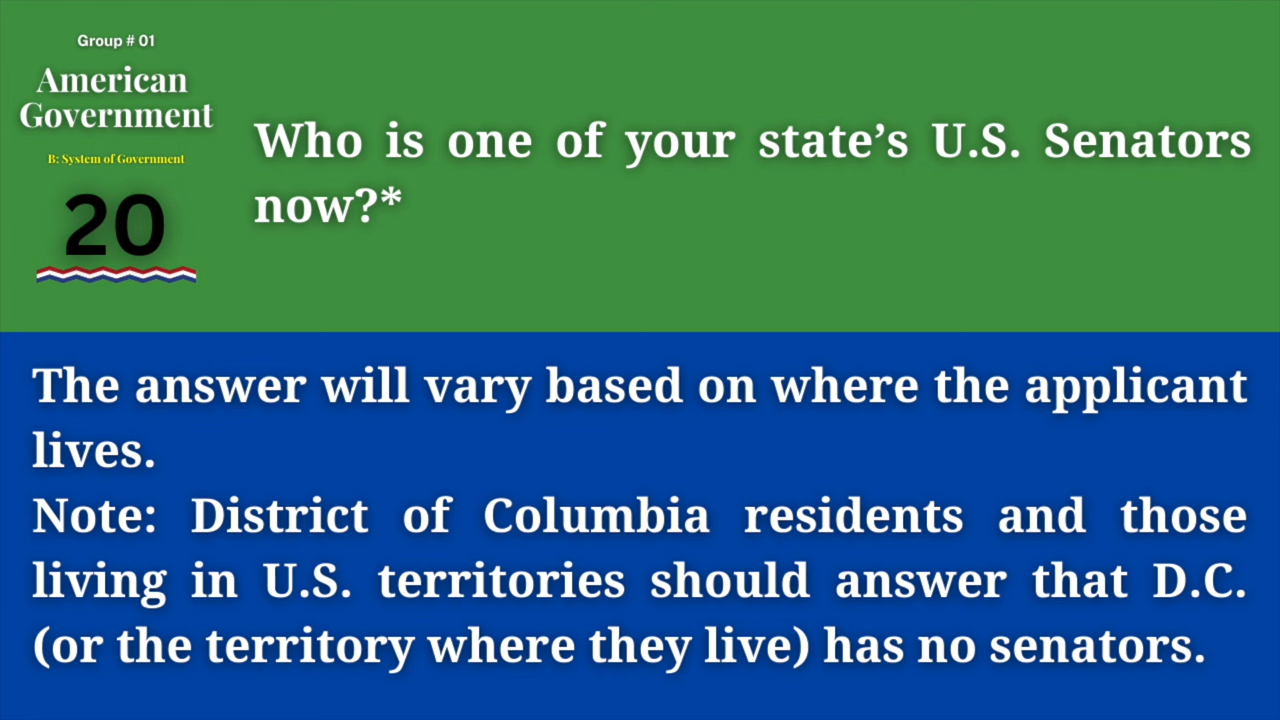 Group # 01
American
Government
B: System of Government
20
Who is one of your state’s U.S. Senators
now?*
The answer will vary based on where the applicant
lives.
Note: District of Columbia residents and those
living in U.S. territories should answer that D.C.
(or the territory where they live) has no senators.